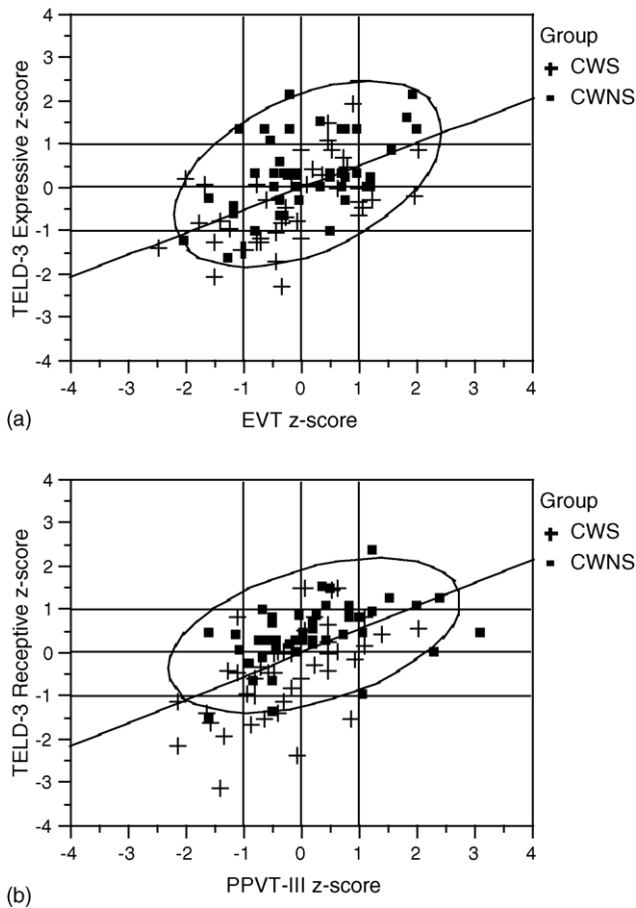 4
3
2
1
0
-1
-2
-3
-4
TELD-3 Expressive z-score
-4 -3 -2 -1 0 1 2 3 4
EVT z-score
(a)
Group
CWS
CWNS
4
3
2
1
0
-1
-2
-3
-4
TELD-3 Receptive z-score
-4 -3 -2 -1 0 1 2 3 4
PPVT-III z-score
(b)
Group
CWS
CWNS